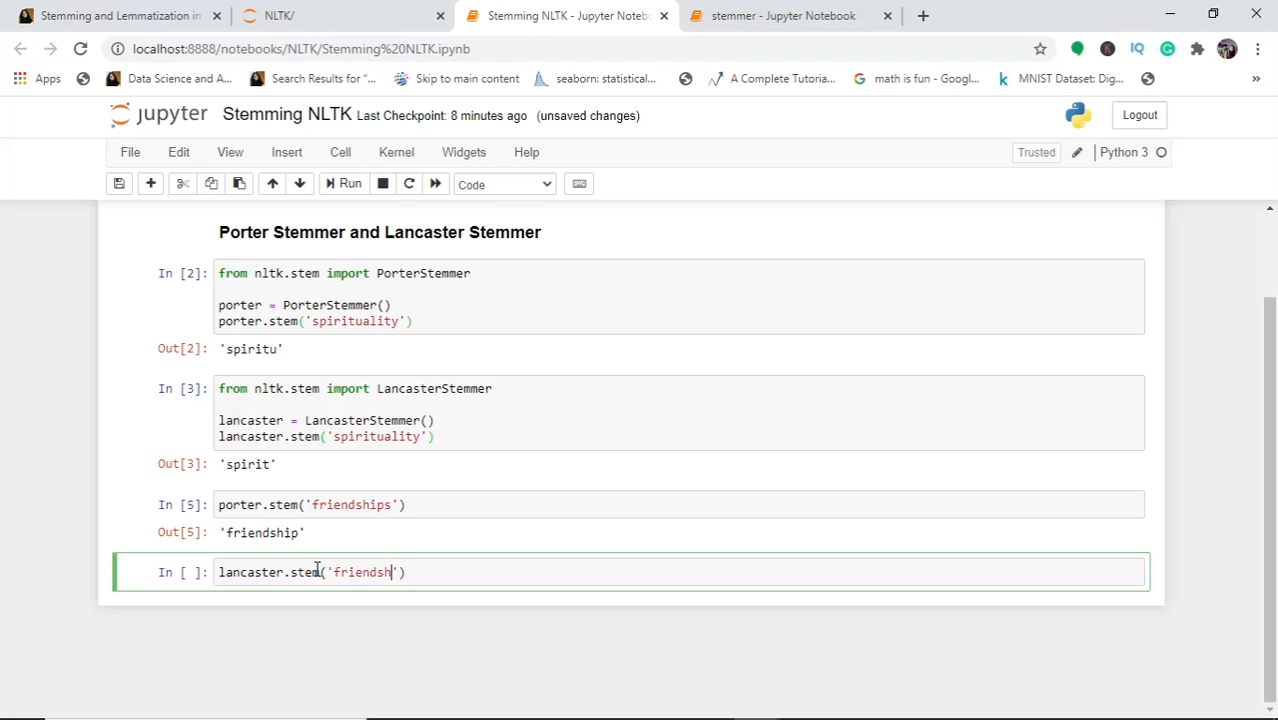 Stemming and Lemmatization in
NLTK/
Stemming NLTK - Jupyter Notebo
stemmer - Jupyter Notebook
localhost:8888/notebooks/NLTK/Stemming%20NLTK.ipynb
Apps
Data Science and A...
Search Results for "...
Skip to main content
seaborn: statistical...
A Complete Tutoria...
math is fun - Googl...
MNIST Dataset: Dig...
»
jupyter Stemming NLTK Last Checkpoint: 8 minutes ago (unsaved changes)
Logout
File Edit View Insert Cell Kernel Widgets Help
Trusted Python 3
Run Code
Porter Stemmer and Lancaster Stemmer
In [2]: from nltk.stem import PorterStemmer
porter = PorterStemmer()
porter.stem('spirituality')
Out[2]: 'spiritu'
In [3]: from nltk.stem import LancasterStemmer
lancaster = LancasterStemmer()
lancaster.stem('spirituality')
Out[3]: 'spirit'
In [5]: porter.stem('friendships')
Out[5]: 'friendship'
In [ ]: lancaster.stem('friendsh')